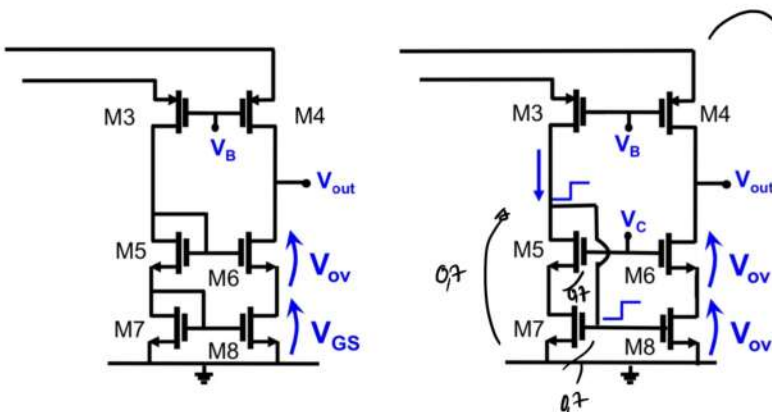 M3
M4
V_B
V_out
M5
M6
V_ov
M7
M8
V_GS
M3
M4
V_B
V_out
V_C
M5
M6
V_ov
0,7
0,7
M7
M8
V_ov
0,7